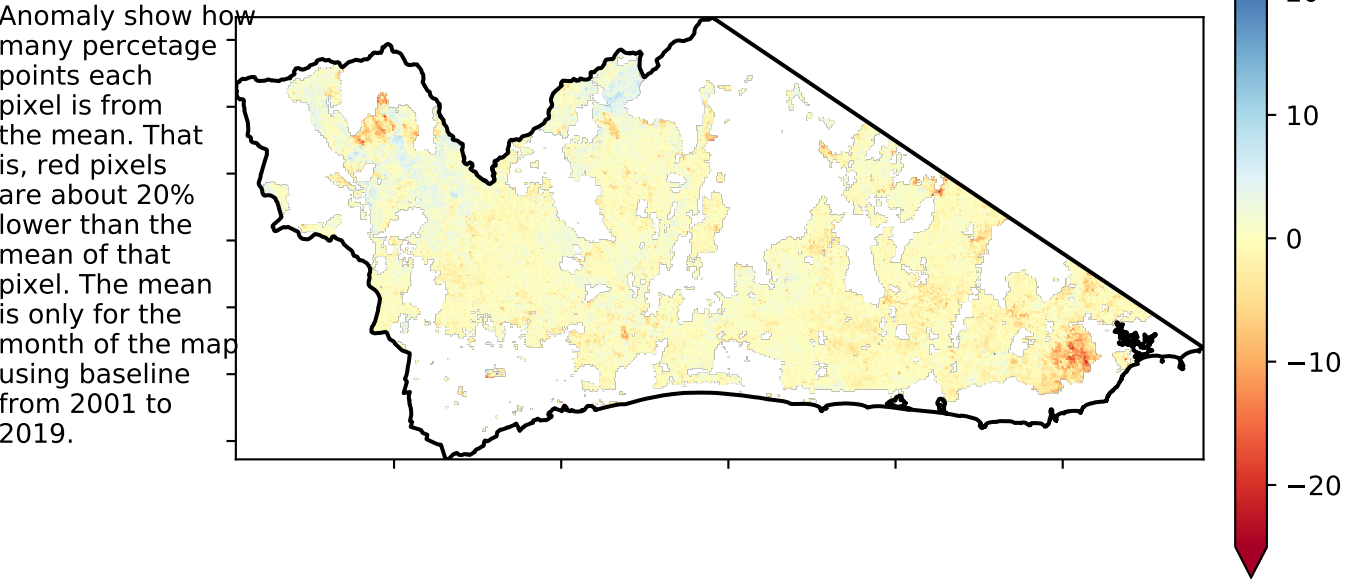 Anomaly show how
many percetage
points each
pixel is from
the mean. That
is, red pixels
are about 20%
lower than the
mean of that
pixel. The mean
is only for the
month of the map
using baseline
from 2001 to
2019.
10
0
−10
−20